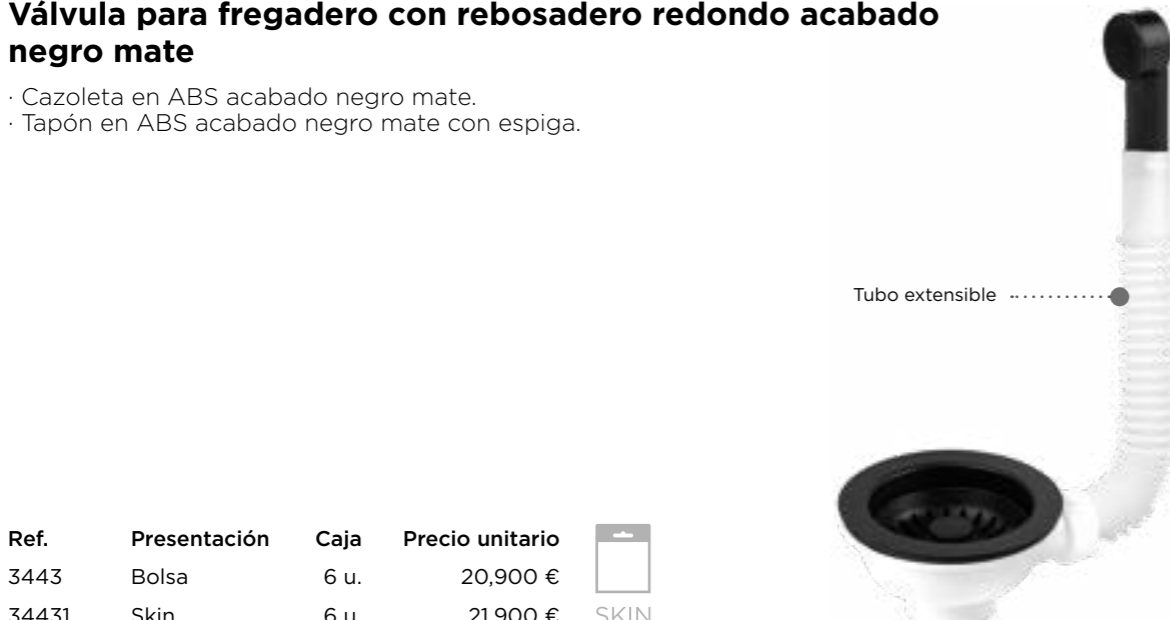 Válvula para fregadero con rebosadero redondo acabado
negro mate
· Cazoleta en ABS acabado negro mate.
· Tapón en ABS acabado negro mate con espiga.
Tubo extensible
Ref. Presentación Caja Precio unitario
3443 Bolsa 6 u. 20,900 €
34431 Skin 6 u. 21,900 €
SKIN